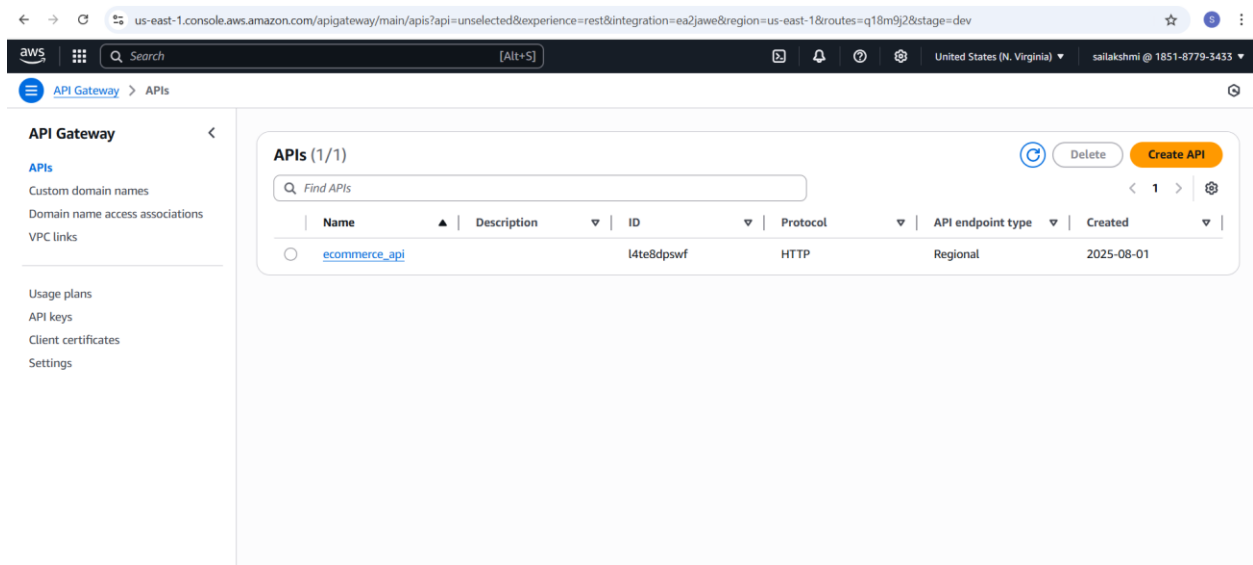 us-east-1.console.aws.amazon.com/apigateway/main/apis?api=unselected&experience=rest&integration=ea2jawe&region=us-east-1&routes=q18m9j2&stage=dev
S
aws Search [Alt+S] United States (N. Virginia) sailakshmi @ 1851-8779-3433
API Gateway > APIs
API Gateway
APIs
Custom domain names
Domain name access associations
VPC links
Usage plans
API keys
Client certificates
Settings
APIs (1/1) Delete Create API
Find APIs 1
Name Description ID Protocol API endpoint type Created
ecommerce_api l4te8dpswf HTTP Regional 2025-08-01